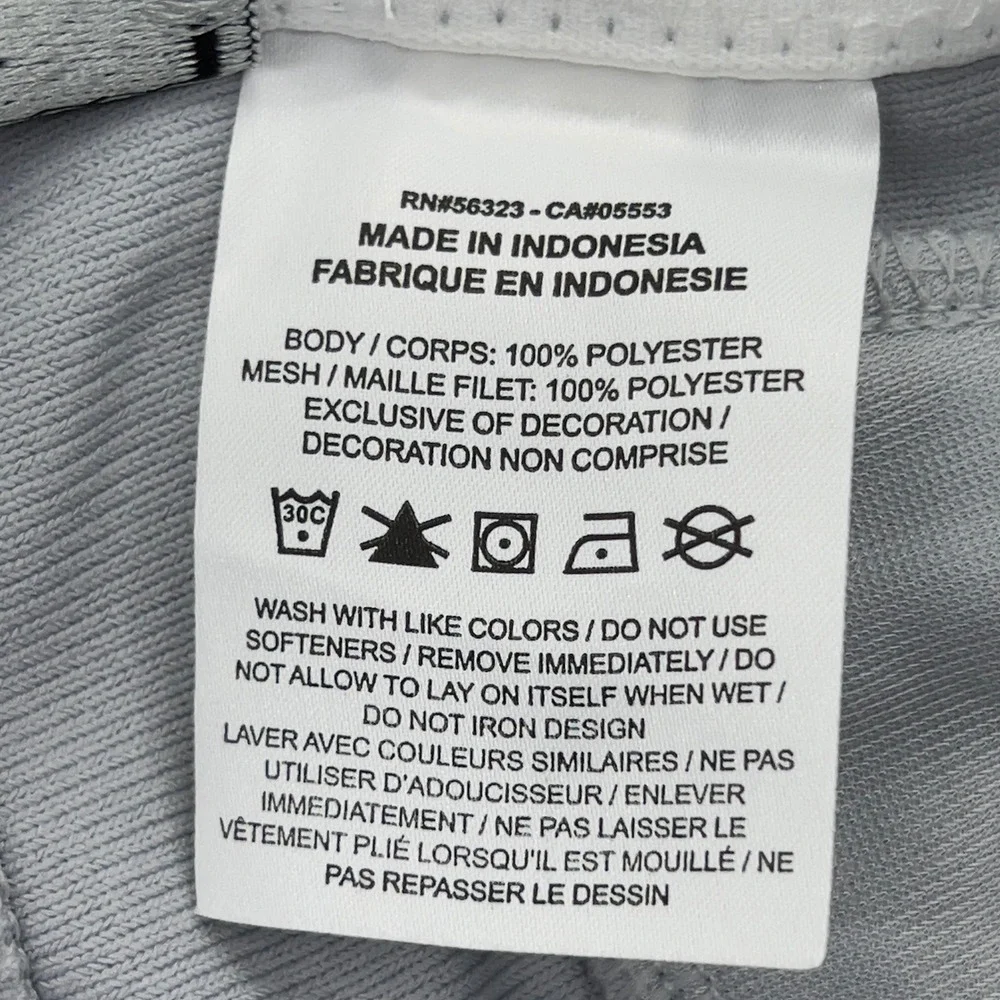 RN#56323 - CA#05553
MADE IN INDONESIA
FABRIQUE EN INDONESIE
BODY / CORPS: 100% POLYESTER
MESH / MAILLE FILET: 100% POLYESTER
EXCLUSIVE OF DECORATION /
DECORATION NON COMPRISE
30C
WASH WITH LIKE COLORS / DO NOT USE
SOFTENERS / REMOVE IMMEDIATELY / DO
NOT ALLOW TO LAY ON ITSELF WHEN WET /
DO NOT IRON DESIGN
LAVER AVEC COULEURS SIMILAIRES / NE PAS
UTILISER D'ADOUCISSEUR / ENLEVER
IMMEDIATEMENT / NE PAS LAISSER LE
VÊTEMENT PLIÉ LORSQU'IL EST MOUILLÉ / NE
PAS REPASSER LE DESSIN